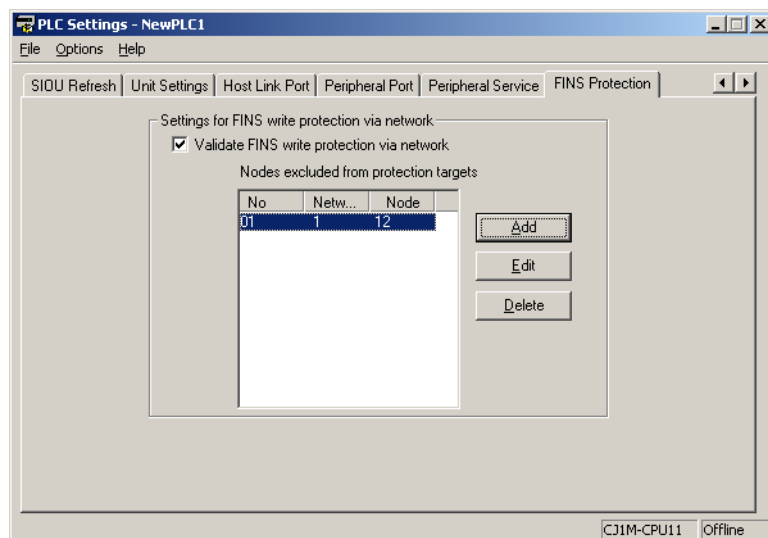 PLC Settings - NewPLC1
File Options Help
SIOU Refresh Unit Settings Host Link Port Peripheral Port Peripheral Service FINS Protection
Settings for FINS write protection via network
Validate FINS write protection via network
Nodes excluded from protection targets
No Netw... Node
01 1 12
Add
Edit
Delete
CJ1M-CPU11 Offline